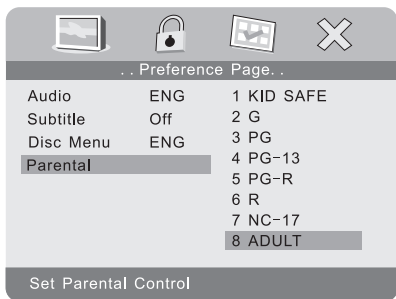 . . Preference Page. .
Audio ENG
Subtitle Off
Disc Menu ENG
Parental
1 KID SAFE
2 G
3 PG
4 PG-13
5 PG-R
6 R
7 NC-17
8 ADULT
Set Parental Control